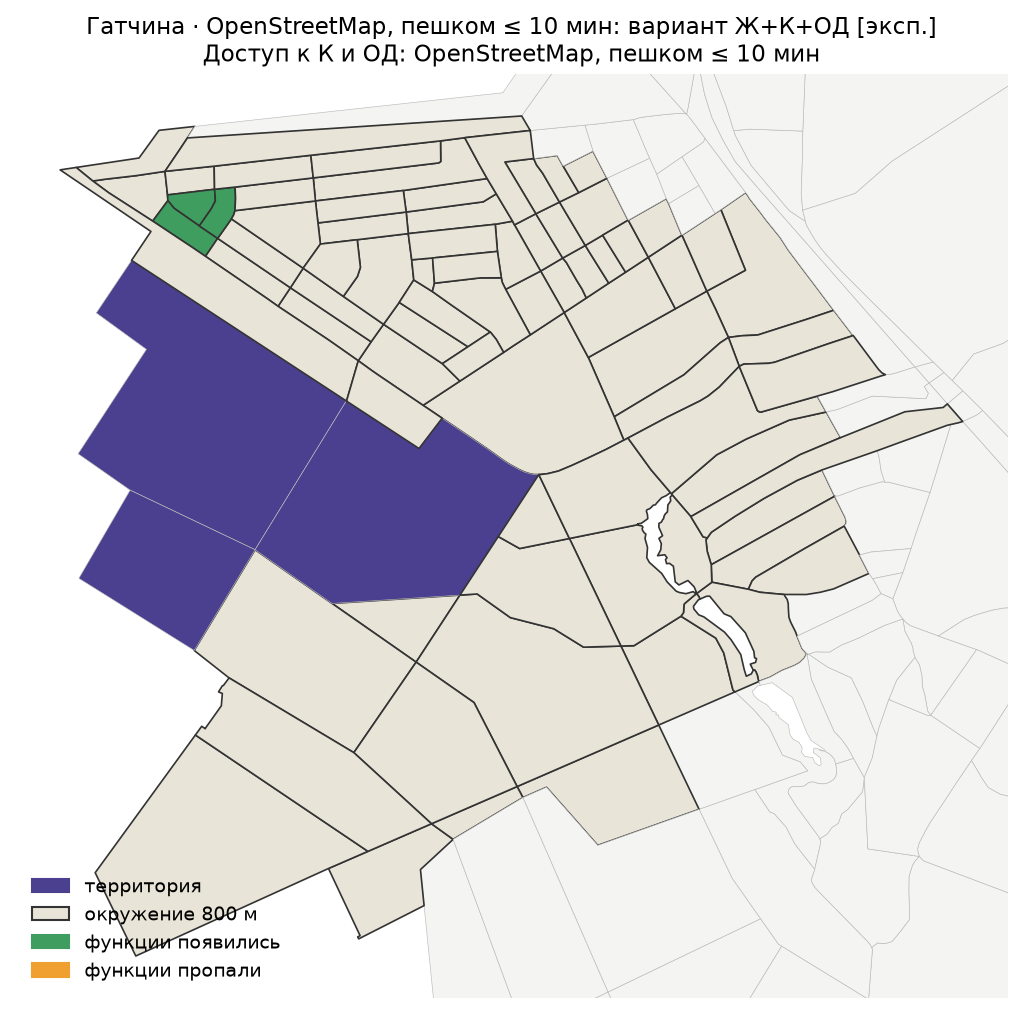 Гатчина · OpenStreetMap, пешком ≤ 10 мин: вариант Ж+К+ОД [эксп.]
Доступ к К и ОД: OpenStreetMap, пешком ≤ 10 мин
территория
окружение 800 м
функции появились
функции пропали